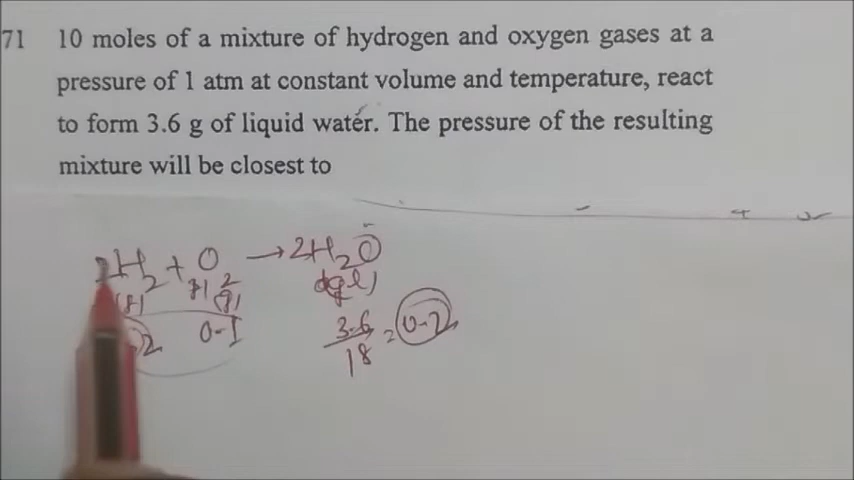 71 10 moles of a mixture of hydrogen and oxygen gases at a
pressure of 1 atm at constant volume and temperature, react
to form 3.6 g of liquid water. The pressure of the resulting
mixture will be closest to
2H2 + O2 → 2H2O
(g) (g) (l)
2 0.1 3.6/18 = 0.2